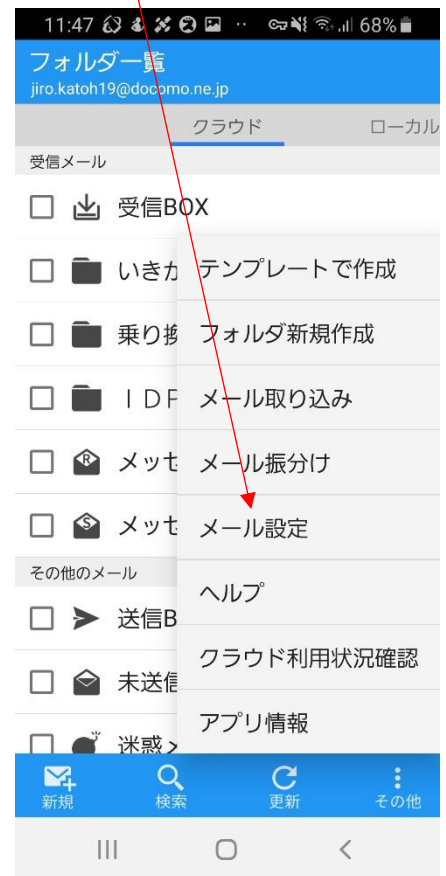 11:47 68%
フォルダ一覧
jiro.katoh19@docomo.ne.jp
クラウド ローカル
受信メール
受信BOX
いきか
テンプレートで作成
乗り換
フォルダ新規作成
ＩＤＰ
メール取り込み
メッセ
メール振分け
メッセ
メール設定
その他のメール
ヘルプ
送信B
クラウド利用状況確認
未送信
アプリ情報
迷惑メ
新規 検索 更新 その他